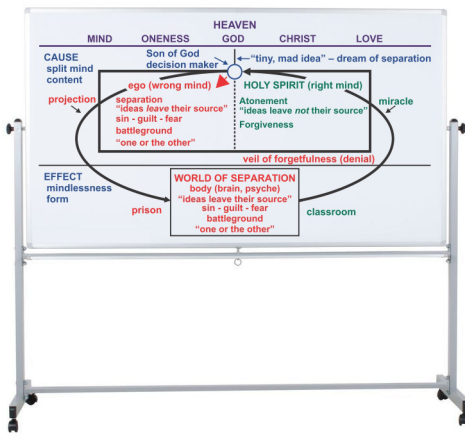 HEAVEN
MIND ONENESS GOD CHRIST LOVE
CAUSE
split mind
content
Son of God
decision maker
“tiny, mad idea” – dream of separation
ego (wrong mind)
HOLY SPIRIT (right mind)
projection
separation
“ideas leave their source”
sin - guilt - fear
battleground
“one or the other”
Atonement
“ideas leave not their source”
Forgiveness
miracle
veil of forgetfulness (denial)
EFFECT
mindlessness
form
WORLD OF SEPARATION
body (brain, psyche)
“ideas leave their source”
sin - guilt - fear
battleground
“one or the other”
prison
classroom